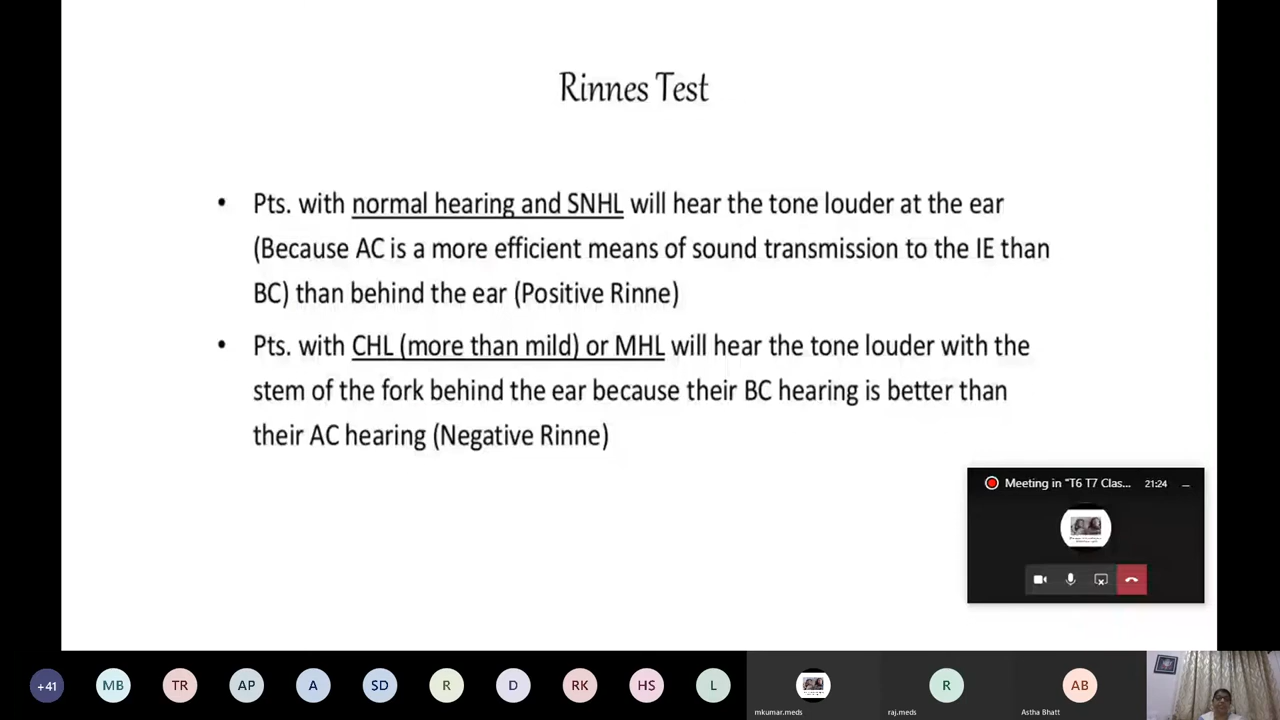 Rinnes Test
• Pts. with normal hearing and SNHL will hear the tone louder at the ear
(Because AC is a more efficient means of sound transmission to the IE than
BC) than behind the ear (Positive Rinne)
• Pts. with CHL (more than mild) or MHL will hear the tone louder with the
stem of the fork behind the ear because their BC hearing is better than
their AC hearing (Negative Rinne)
Meeting in "T6 T7 Clas... 21:24
+41 MB TR AP A SD R D RK HS L R AB
mkumar.meds raj.meds Astha Bhatt